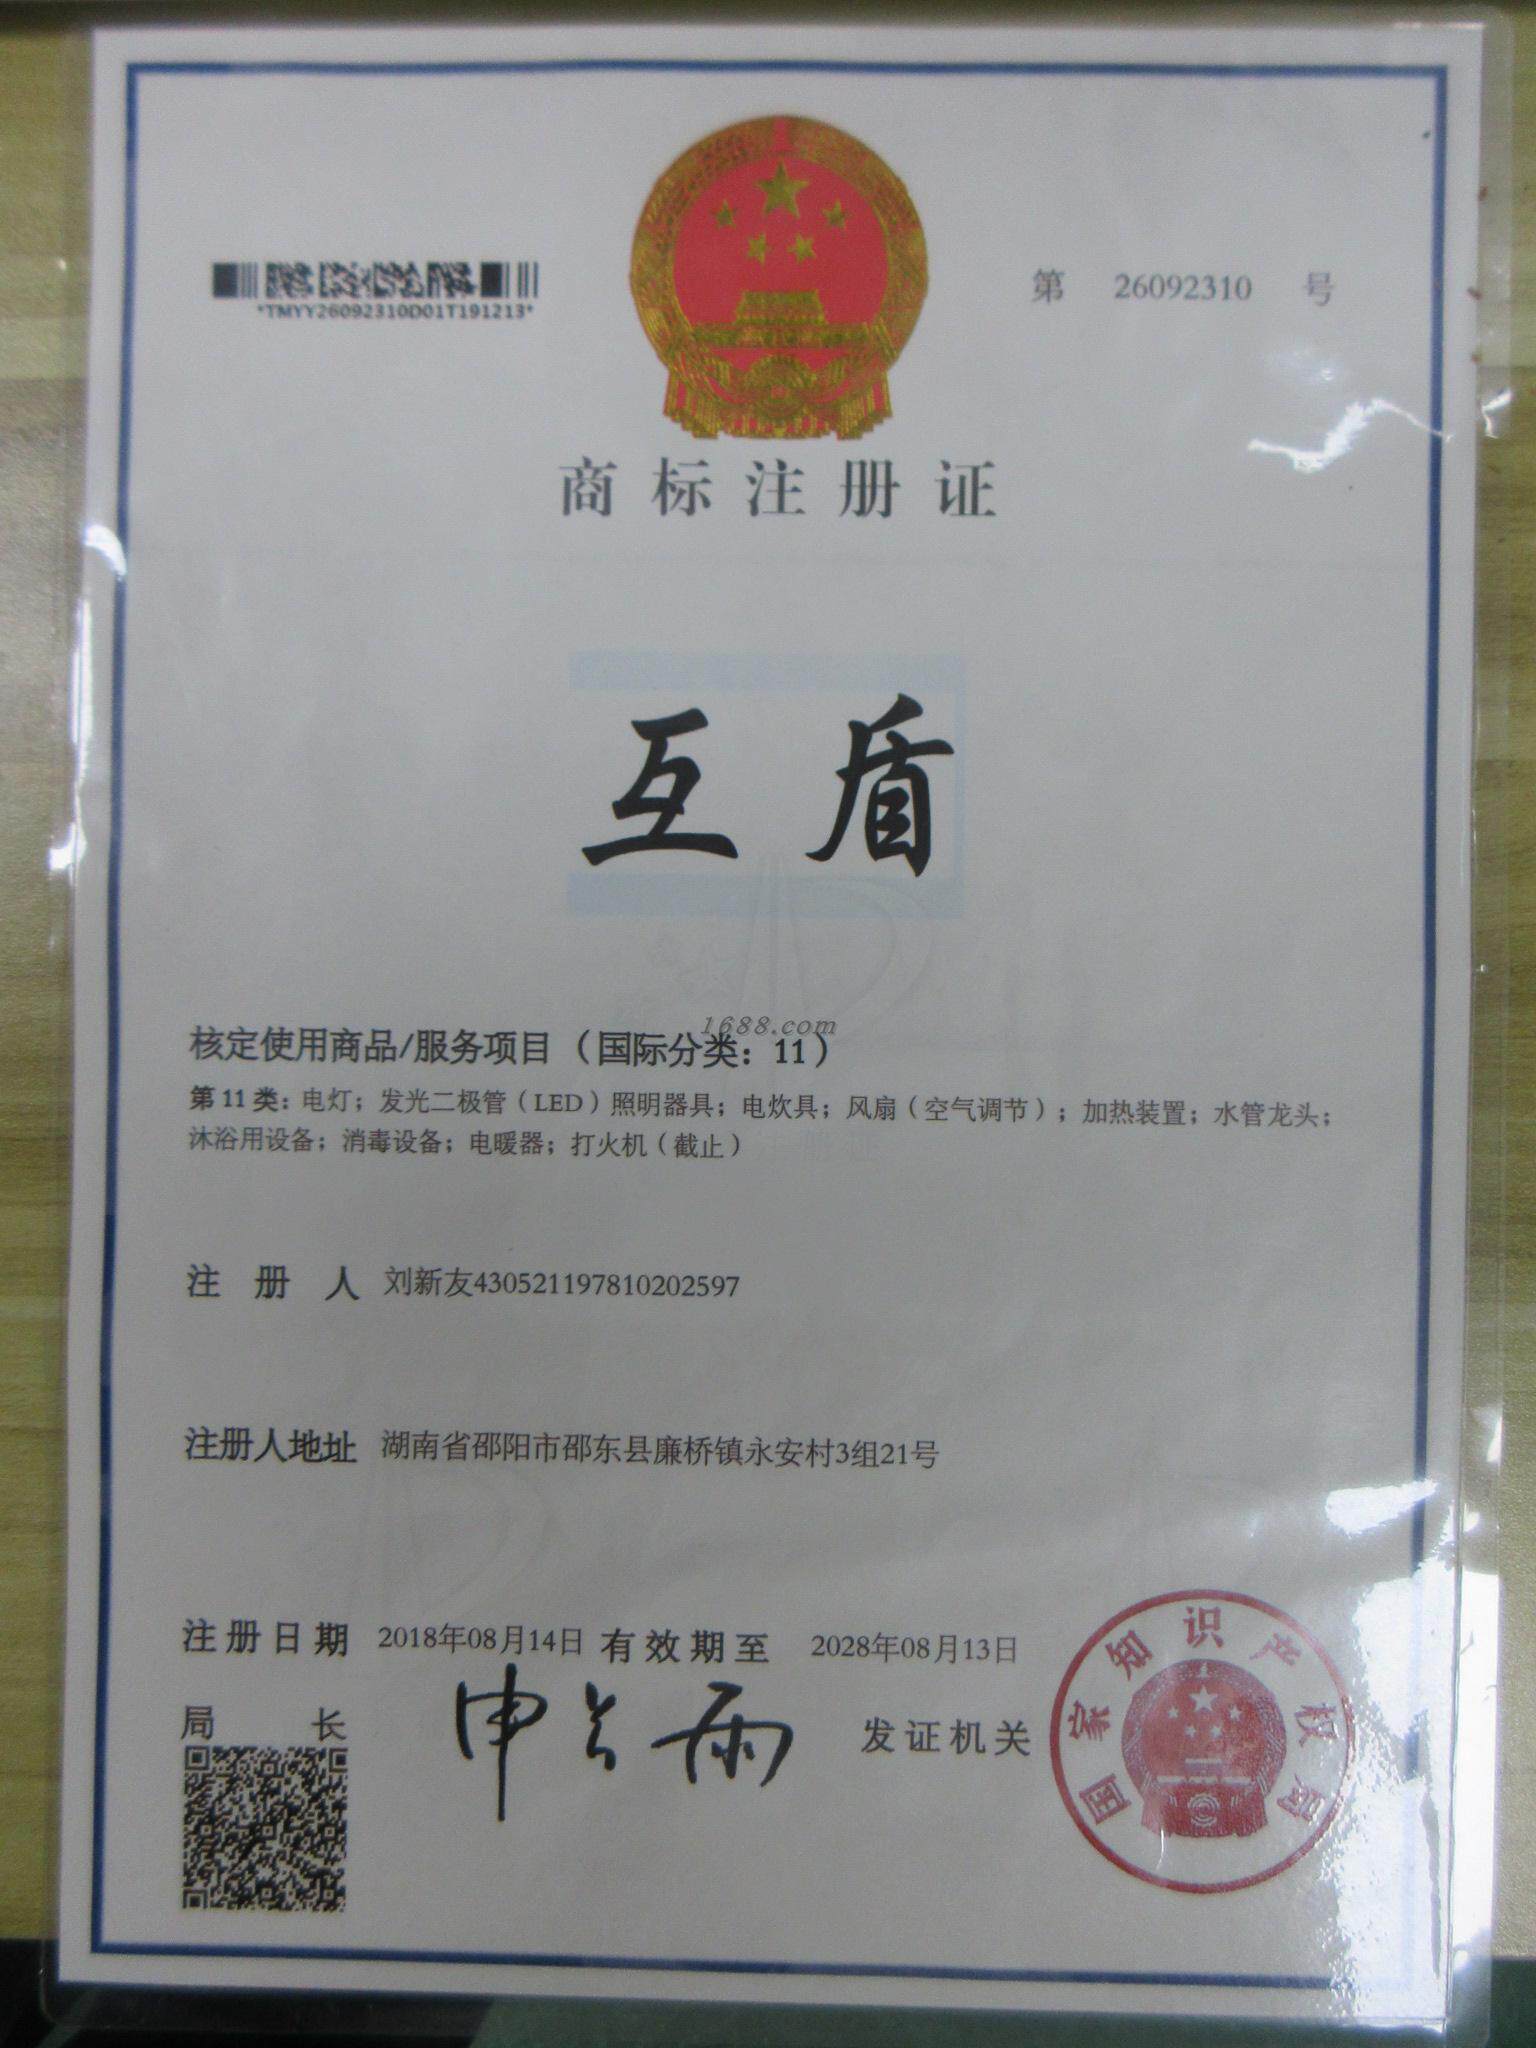 *TMYY26092310D01T191213*
第 26092310 号
商标注册证
互盾
1688.com
核定使用商品/服务项目（国际分类：11）
第11类：电灯；发光二极管（LED）照明器具；电炊具；风扇（空气调节）；加热装置；水管龙头；
沐浴用设备；消毒设备；电暖器；打火机（截止）
注册人 刘新友430521197810202597
注册人地址 湖南省邵阳市邵东县廉桥镇永安村3组21号
注册日期 2018年08月14日 有效期至 2028年08月13日
局长 申长雨 发证机关
国家知识产权局